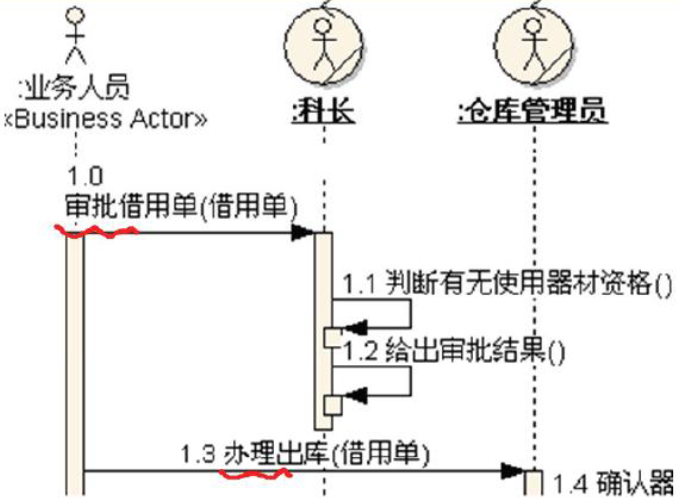 :业务人员
«Business Actor»
:科长
:仓库管理员
1.0
审批借用单(借用单)
1.1 判断有无使用器材资格()
1.2 给出审批结果()
1.3 办理出库(借用单)
1.4 确认器